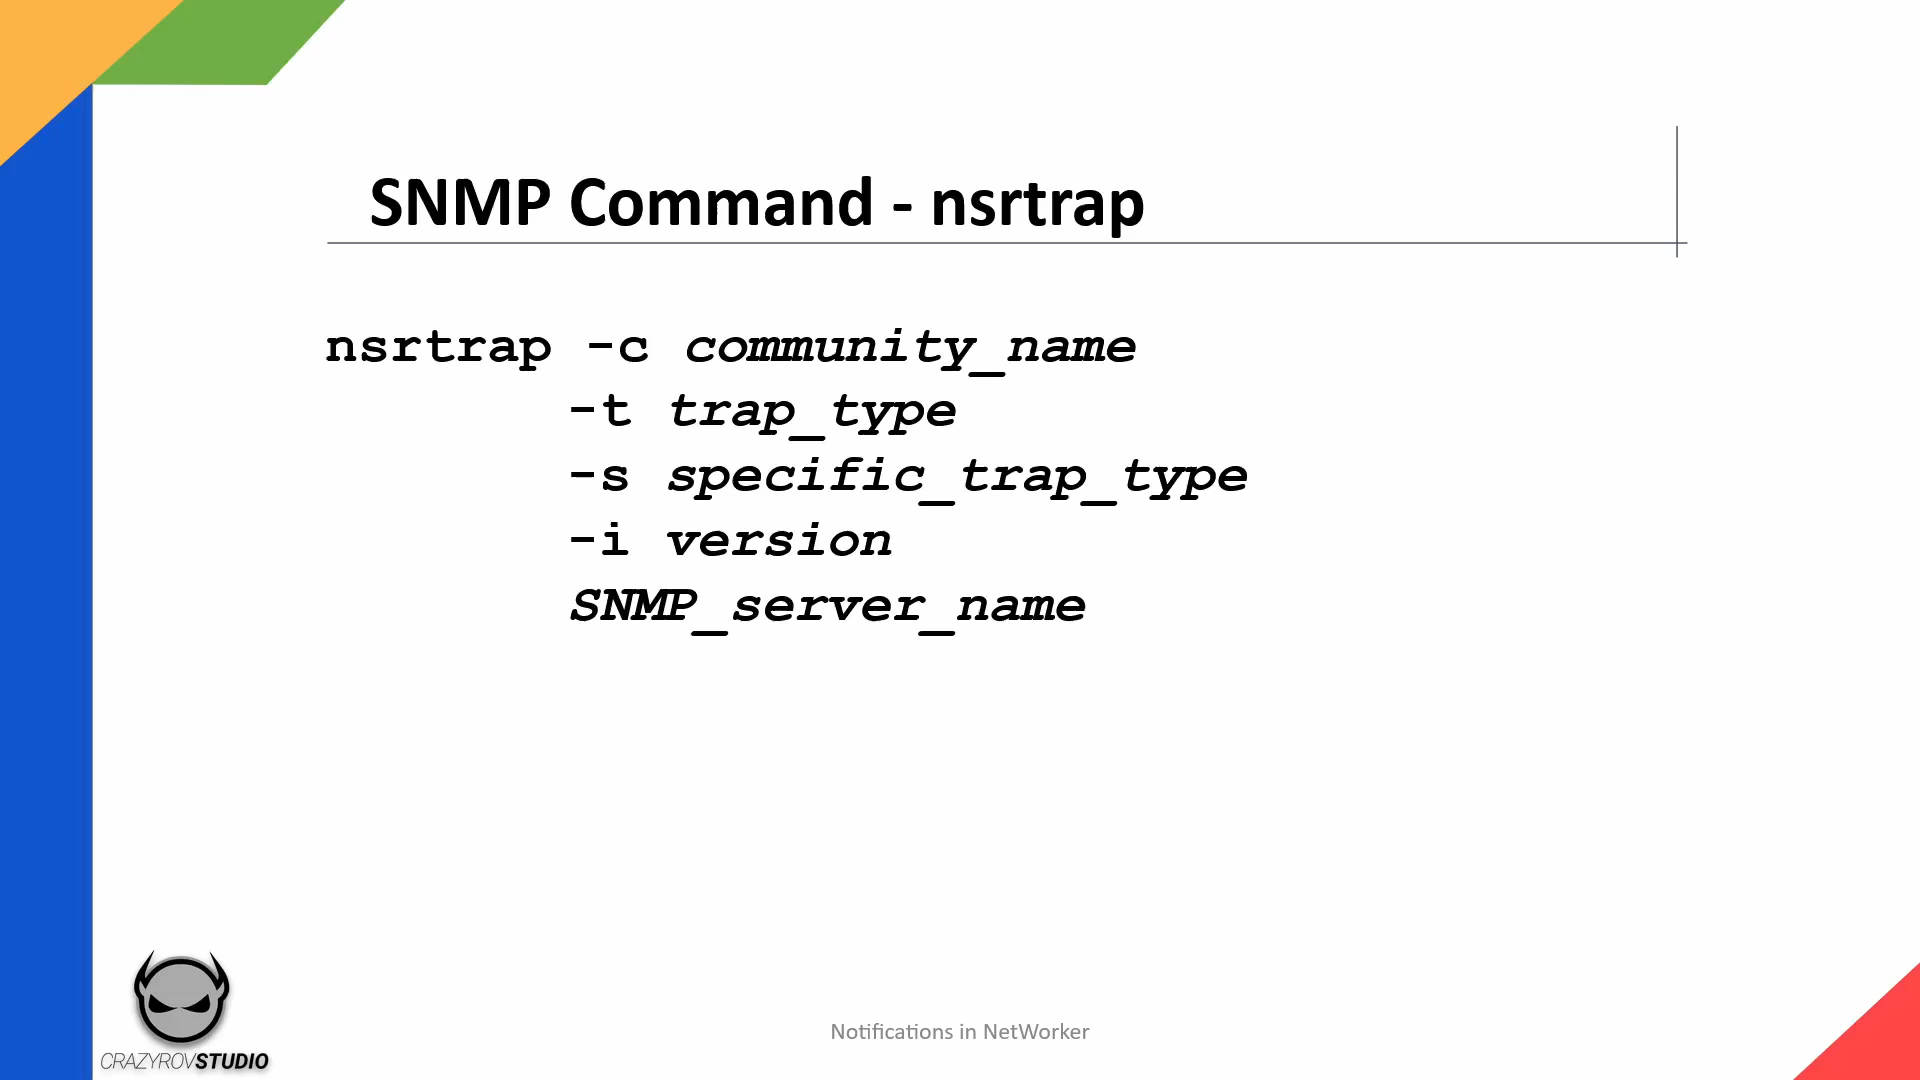 SNMP Command - nsrtrap
nsrtrap -c community_name
-t trap_type
-s specific_trap_type
-i version
SNMP_server_name
CRAZYROVSTUDIO
Notifications in NetWorker